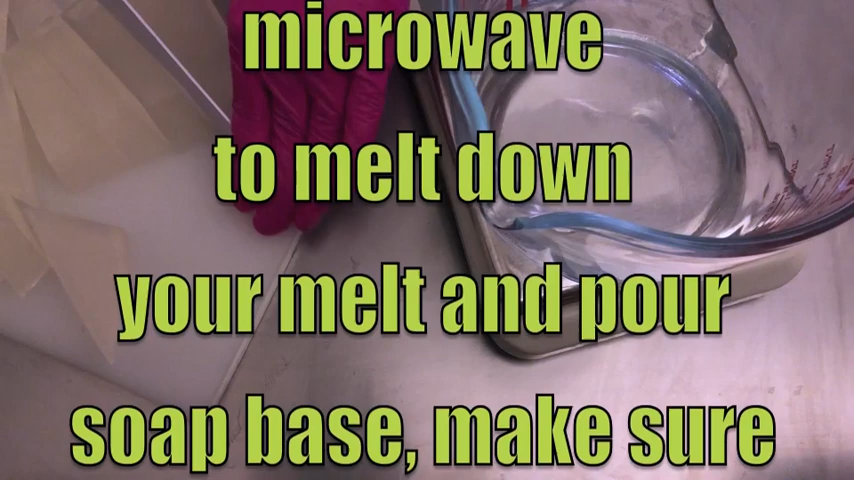 microwave
to melt down
your melt and pour
soap base, make sure